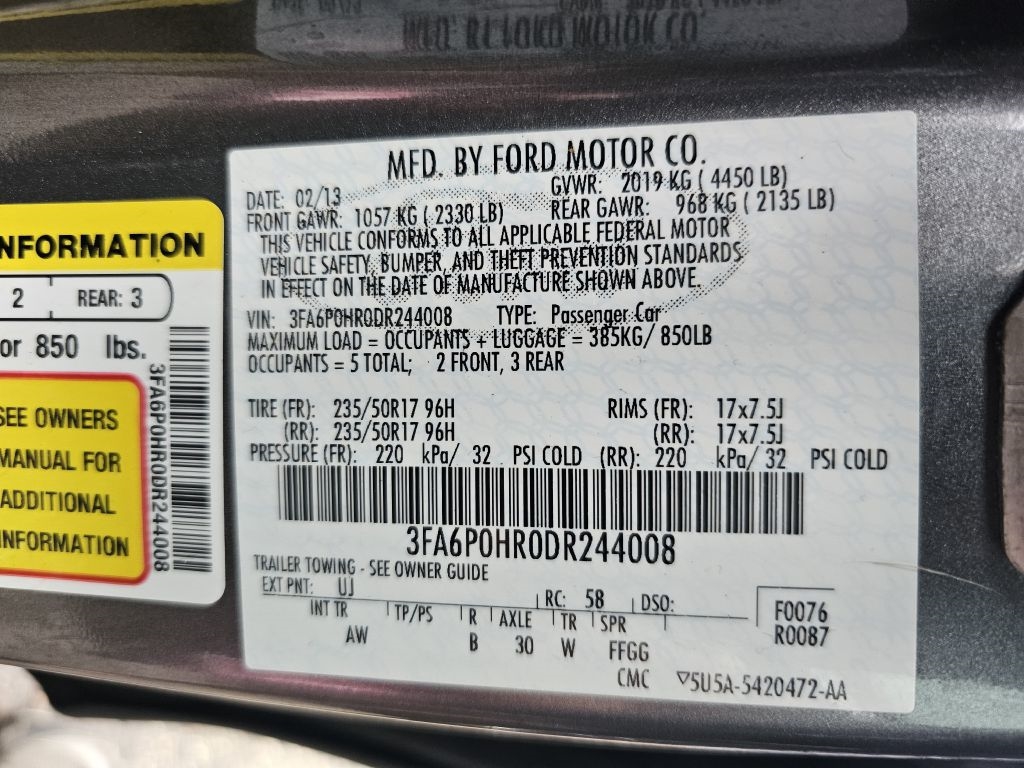 MFD. BY FORD MOTOR CO.
DATE: 02/13 GVWR: 2019 KG ( 4450 LB)
FRONT GAWR: 1057 KG ( 2330 LB) REAR GAWR: 968 KG ( 2135 LB)
THIS VEHICLE CONFORMS TO ALL APPLICABLE FEDERAL MOTOR
VEHICLE SAFETY, BUMPER, AND THEFT PREVENTION STANDARDS
IN EFFECT ON THE DATE OF MANUFACTURE SHOWN ABOVE.
VIN: 3FA6P0HR0DR244008 TYPE: Passenger Car
MAXIMUM LOAD = OCCUPANTS + LUGGAGE = 385KG/ 850LB
OCCUPANTS = 5 TOTAL; 2 FRONT, 3 REAR
TIRE (FR): 235/50R17 96H RIMS (FR): 17x7.5J
(RR): 235/50R17 96H (RR): 17x7.5J
PRESSURE (FR): 220 kPa/ 32 PSI COLD (RR): 220 kPa/ 32 PSI COLD
3FA6P0HR0DR244008
TRAILER TOWING - SEE OWNER GUIDE
EXT PNT: UJ RC: 58 DSO:
INT TR TP/PS R AXLE TR SPR
AW B 30 W FFGG
F0076
R0087
CMC ▽5U5A-5420472-AA
NFORMATION
2 REAR: 3
or 850 lbs.
SEE OWNERS
MANUAL FOR
ADDITIONAL
INFORMATION
3FA6P0HR0DR244008